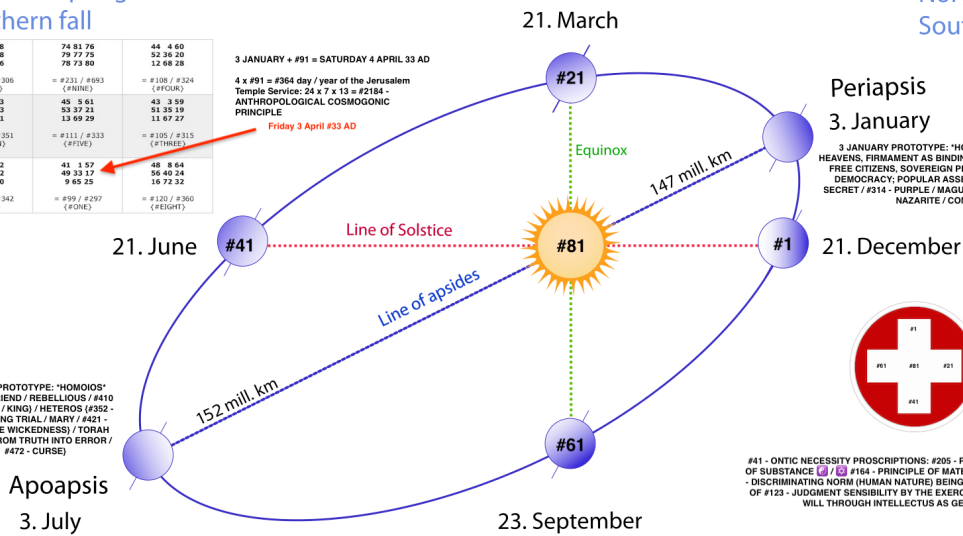 thern fall
21. March
Sout
74 81 76
79 77 75
78 73 80
= #231 / #693
{#NINE}
44 4 60
52 36 20
12 68 28
= #108 / #324
{#FOUR}
45 5 61
53 37 21
13 69 29
= #111 / #333
{#FIVE}
43 3 59
51 35 19
11 67 27
= #105 / #315
{#THREE}
41 1 57
49 33 17
9 65 25
= #99 / #297
{#ONE}
48 8 64
56 40 24
16 72 32
= #120 / #360
{#EIGHT}
3 JANUARY + #91 = SATURDAY 4 APRIL 33 AD
4 x #91 = #364 day / year of the Jerusalem
Temple Service: 24 x 7 x 13 = #2184 -
ANTHROPOLOGICAL COSMOGONIC
PRINCIPLE
Friday 3 April #33 AD
#21
Periapsis
3. January
3 JANUARY PROTOTYPE: *HO
HEAVENS, FIRMAMENT AS BINDIN
FREE CITIZENS, SOVEREIGN P
DEMOCRACY; POPULAR ASSE
SECRET / #314 - PURPLE / MAGU
NAZARITE / CON
Equinox
147 mill. km
21. June
#41
Line of Solstice
#81
#1
21. December
Line of apsides
#1
#61 #81 #21
#41
152 mill. km
PROTOTYPE: *HOMOIOS*
IEND / REBELLIOUS / #410
/ KING} / HETEROS {#352 -
NG TRIAL / MARY / #421 -
E WICKEDNESS} / TORAH
ROM TRUTH INTO ERROR /
#472 - CURSE)
#61
#41 - ONTIC NECESSITY PROSCRIPTIONS: #205 -
OF SUBSTANCE ☯️ / 🔯 #164 - PRINCIPLE OF MATE
- DISCRIMINATING NORM (HUMAN NATURE) BEING
OF #123 - JUDGMENT SENSIBILITY BY THE EXERC
WILL THROUGH INTELLECTUS AS GE
Apoapsis
3. July
23. September